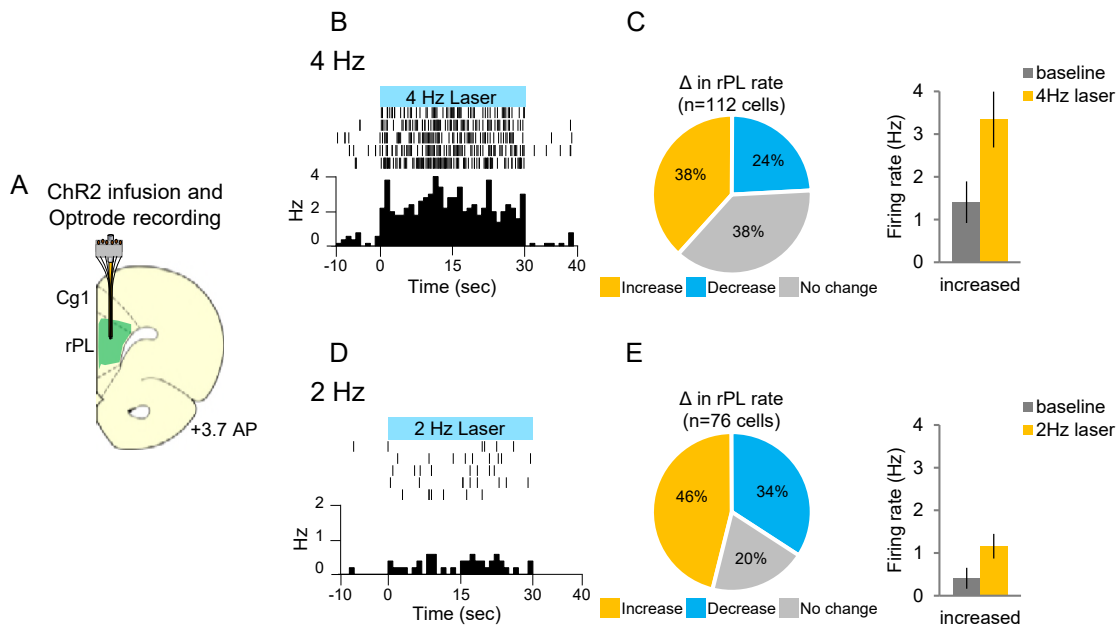 A
ChR2 infusion and
Optrode recording
Cg1
rPL
+3.7 AP
B
4 Hz
4 Hz Laser
Hz
4
2
0
-10 0 15 30 40
Time (sec)
C
Δ in rPL rate
(n=112 cells)
38%
24%
38%
Increase Decrease No change
baseline
4Hz laser
Firing rate (Hz)
4
3
2
1
0
increased
D
2 Hz
2 Hz Laser
Hz
2
1
0
-10 0 15 30 40
Time (sec)
E
Δ in rPL rate
(n=76 cells)
46%
34%
20%
Increase Decrease No change
baseline
2Hz laser
Firing rate (Hz)
4
3
2
1
0
increased